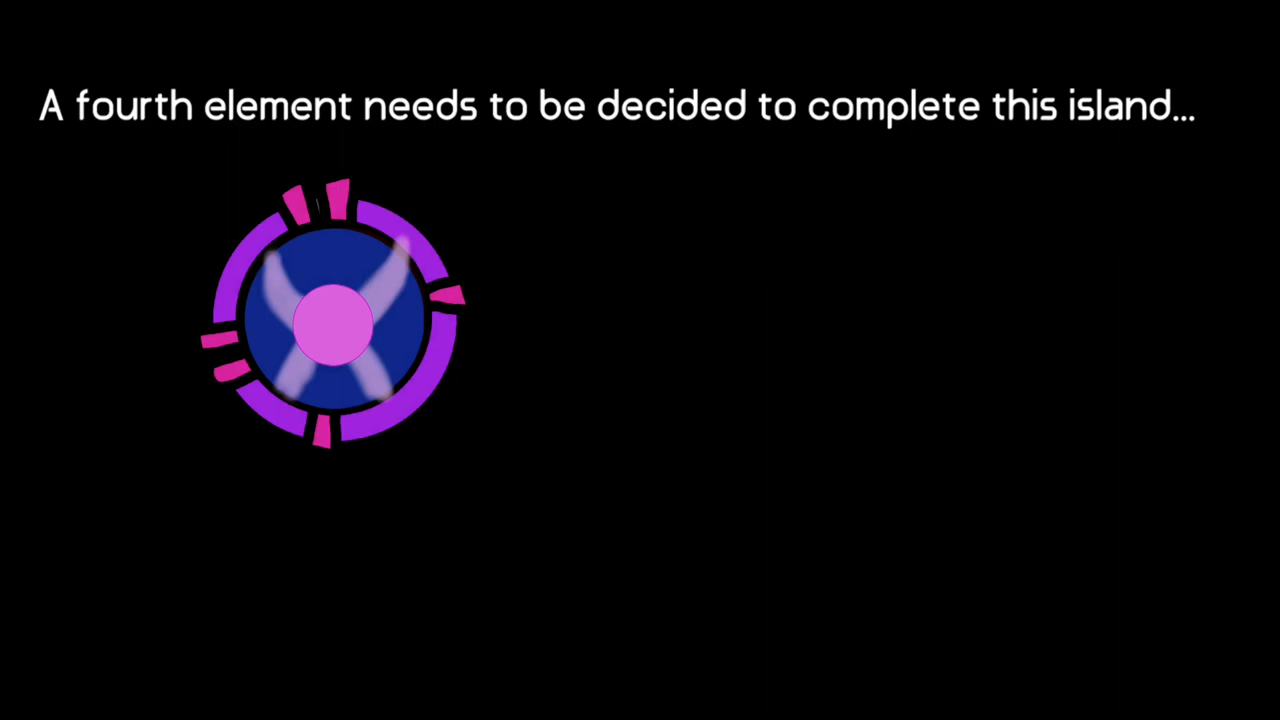 A fourth element needs to be decided to complete this island...